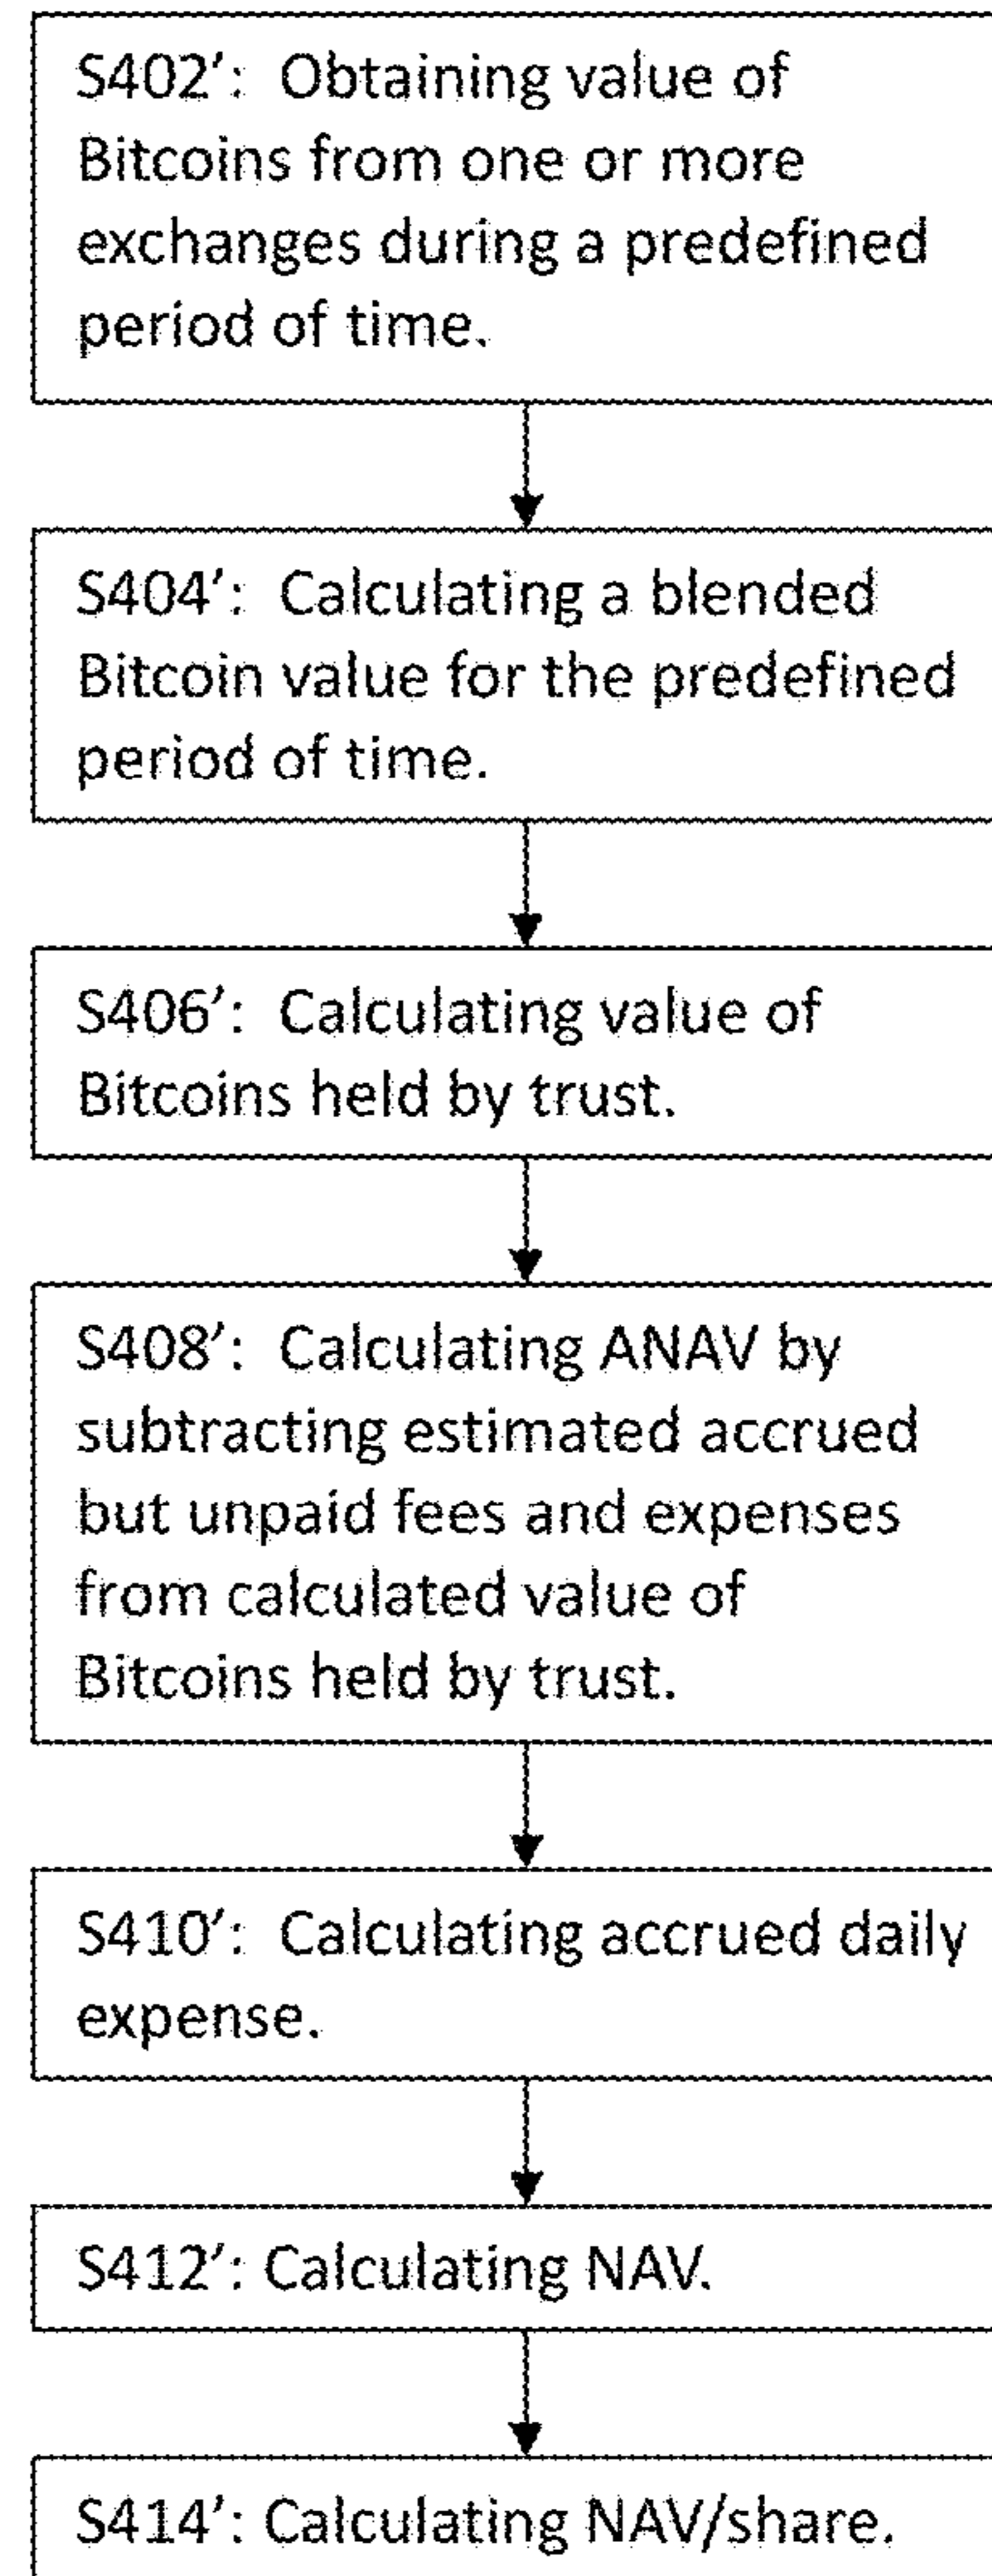 S402': Obtaining value of
Bitcoins from one or more
exchanges during a predefined
period of time.
S404': Calculating a blended
Bitcoin value for the predefined
period of time.
S406': Calculating value of
Bitcoins held by trust.
S408': Calculating ANAV by
subtracting estimated accrued
but unpaid fees and expenses
from calculated value of
Bitcoins held by trust.
S410': Calculating accrued daily
expense.
S412': Calculating NAV.
S414': Calculating NAV/share.